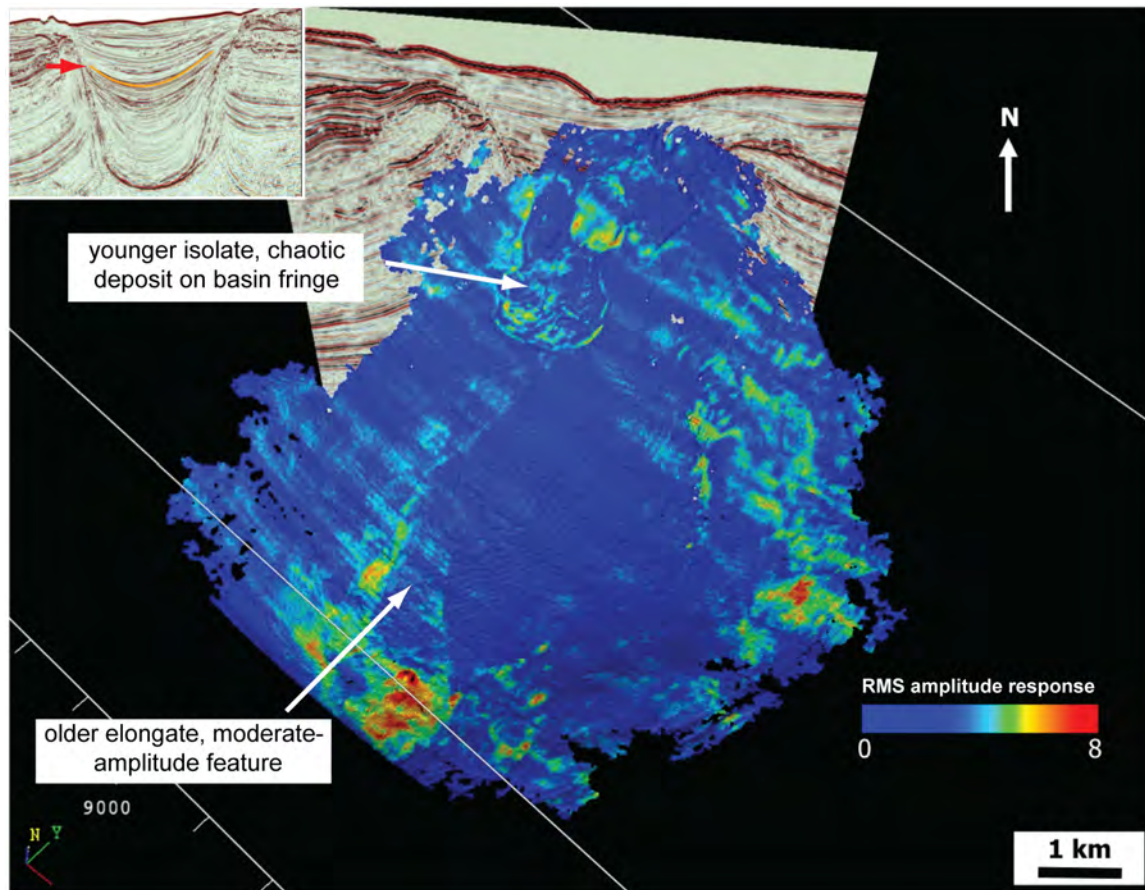 N
younger isolate, chaotic
deposit on basin fringe
RMS amplitude response
0
8
older elongate, moderate-
amplitude feature
9000
N Y
1 km